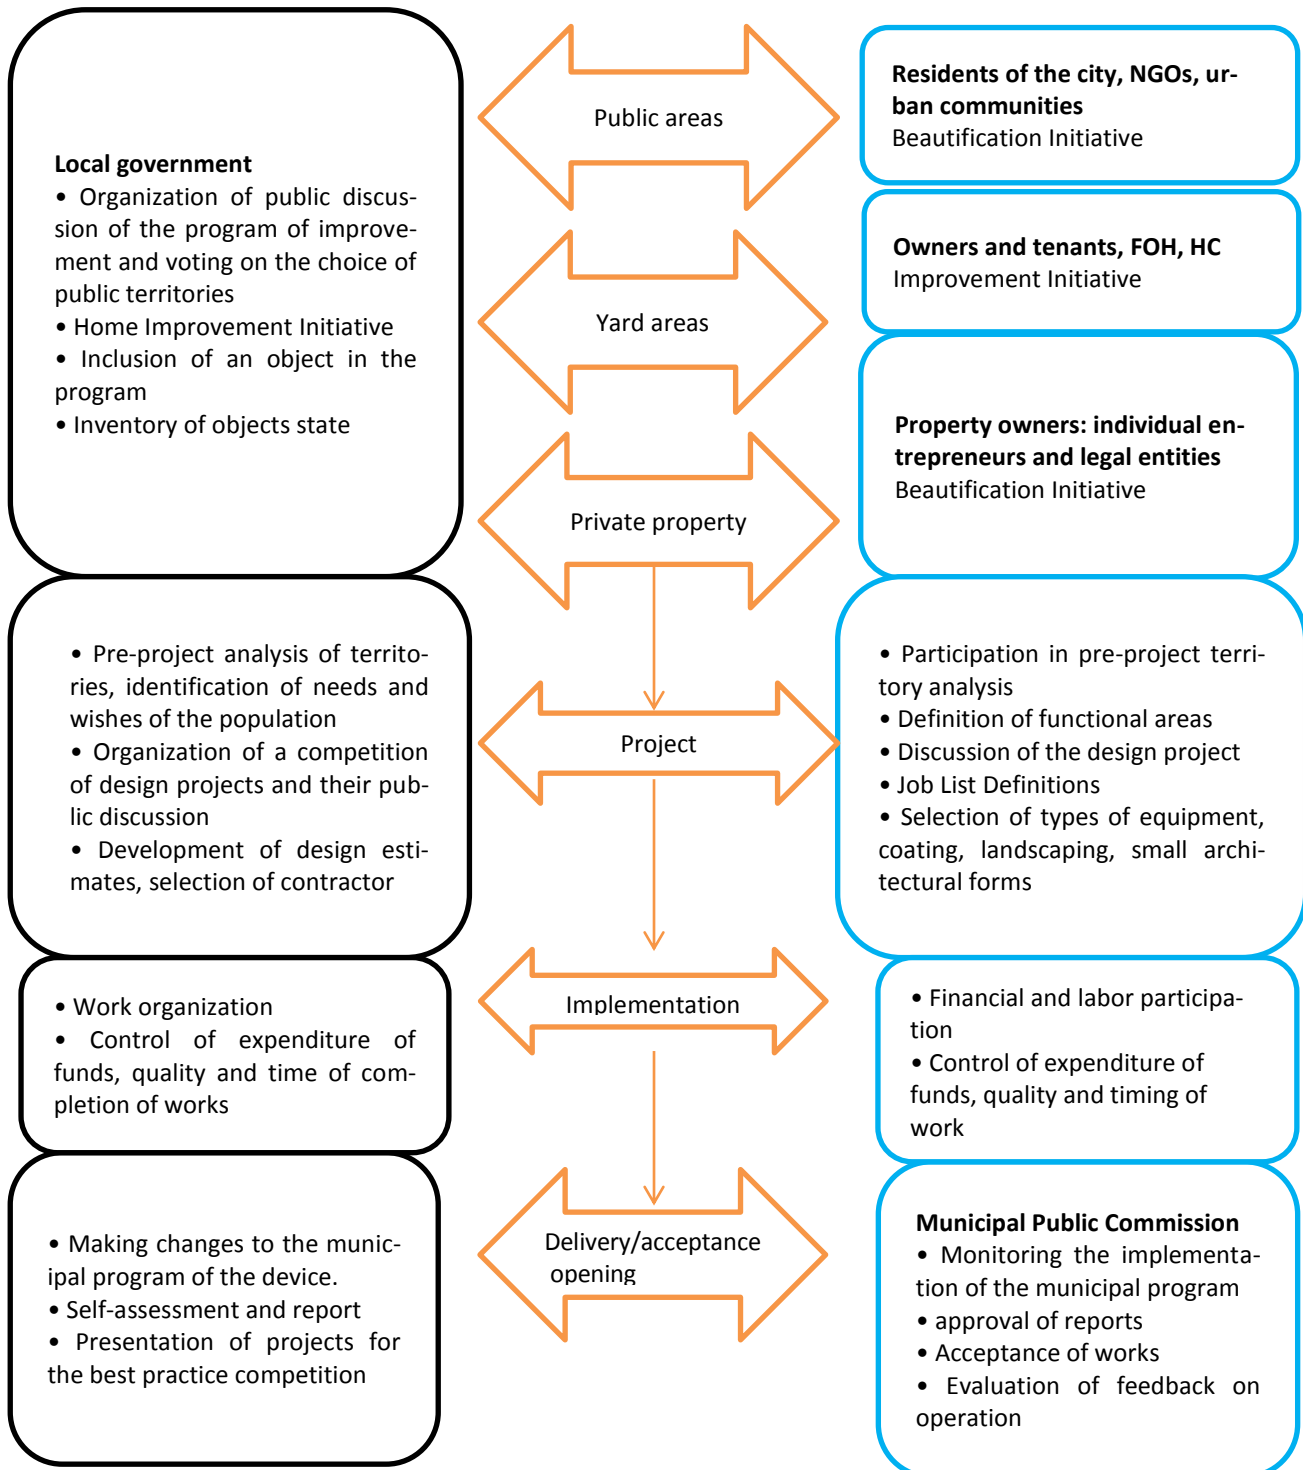 Local government
• Organization of public discus-
sion of the program of improve-
ment and voting on the choice of
public territories
• Home Improvement Initiative
• Inclusion of an object in the
program
• Inventory of objects state
Public areas
Residents of the city, NGOs, ur-
ban communities
Beautification Initiative
Yard areas
Owners and tenants, FOH, HC
Improvement Initiative
Private property
Property owners: individual en-
trepreneurs and legal entities
Beautification Initiative
• Pre-project analysis of territo-
ries, identification of needs and
wishes of the population
• Organization of a competition
of design projects and their pub-
lic discussion
• Development of design esti-
mates, selection of contractor
Project
• Participation in pre-project terri-
tory analysis
• Definition of functional areas
• Discussion of the design project
• Job List Definitions
• Selection of types of equipment,
coating, landscaping, small archi-
tectural forms
• Work organization
• Control of expenditure of
funds, quality and time of com-
pletion of works
Implementation
• Financial and labor participa-
tion
• Control of expenditure of
funds, quality and timing of
work
• Making changes to the munic-
ipal program of the device.
• Self-assessment and report
• Presentation of projects for
the best practice competition
Delivery/acceptance
opening
Municipal Public Commission
• Monitoring the implementa-
tion of the municipal program
• approval of reports
• Acceptance of works
• Evaluation of feedback on
operation